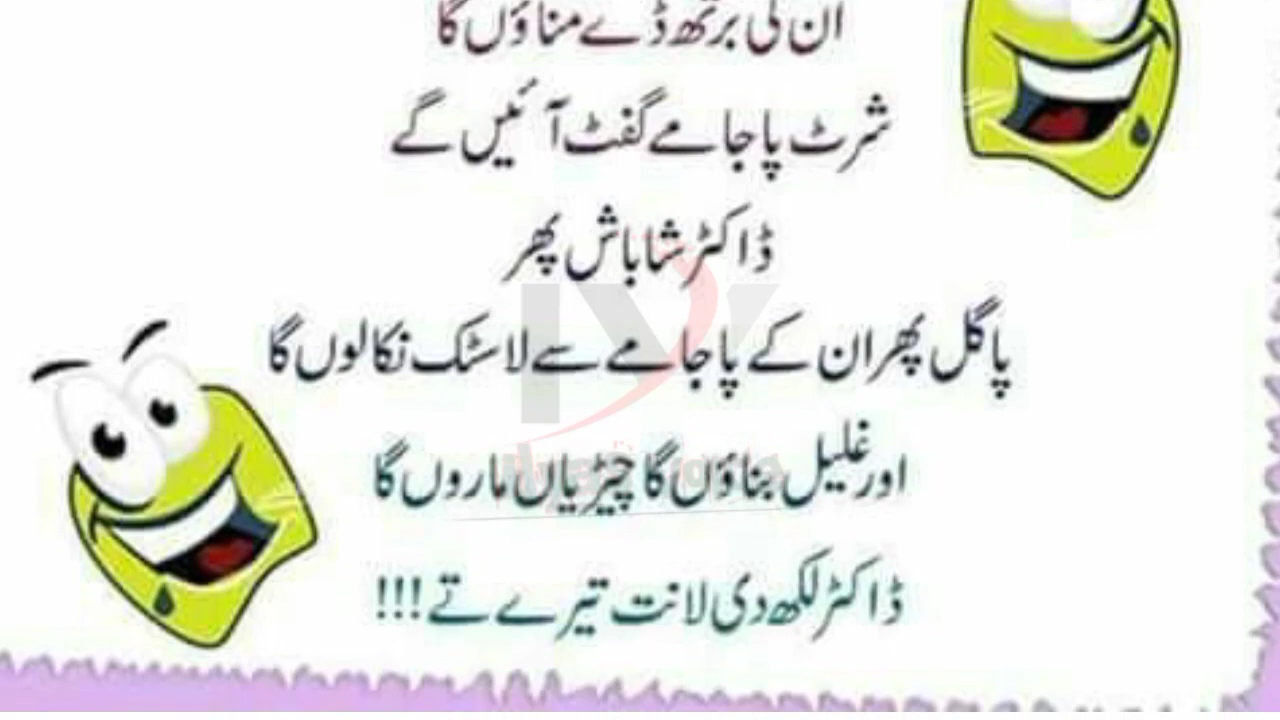 ان کی برتھ ڈے مناؤں گا
شرٹ پاجامے گفٹ آئیں گے
ڈاکٹر شاباش پھر
پاگل پھر ان کے پاجامے سے لاسٹک نکالوں گا
اور غلیل بناؤں گا چڑیاں ماروں گا
ڈاکٹر لکھ دی لانت تیرے تے !!!